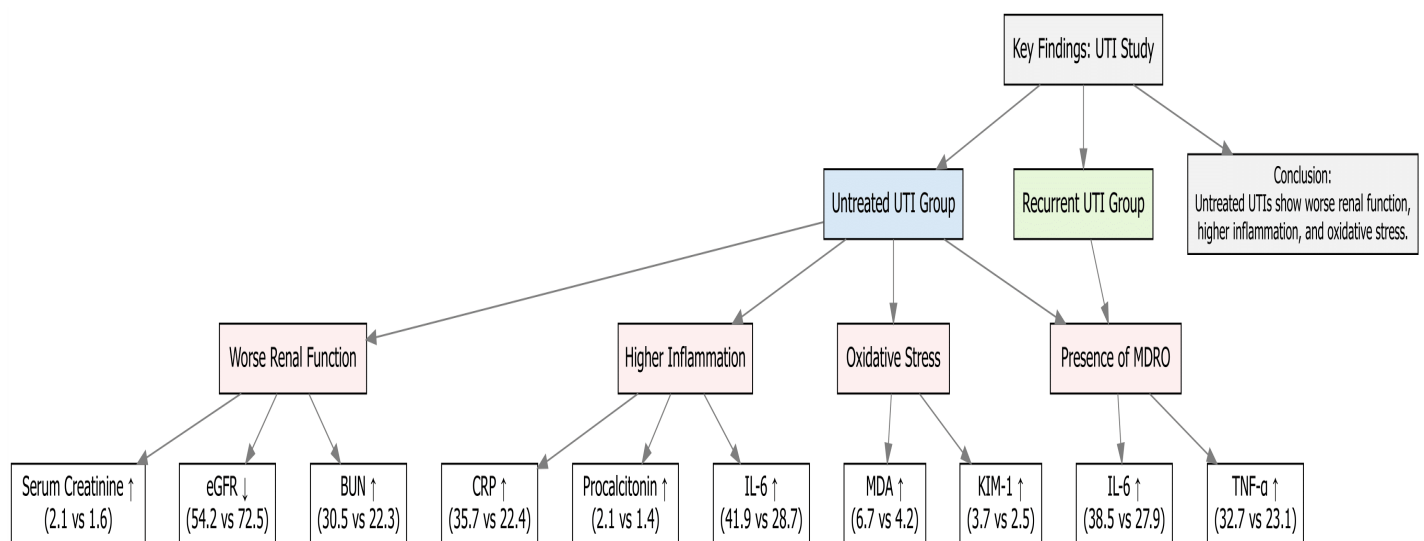 Key Findings: UTI Study
Untreated UTI Group
Recurrent UTI Group
Conclusion:
Untreated UTIs show worse renal function,
higher inflammation, and oxidative stress.
Worse Renal Function
Higher Inflammation
Oxidative Stress
Presence of MDRO
Serum Creatinine ↑
(2.1 vs 1.6)
eGFR ↓
(54.2 vs 72.5)
BUN ↑
(30.5 vs 22.3)
CRP ↑
(35.7 vs 22.4)
Procalcitonin ↑
(2.1 vs 1.4)
IL-6 ↑
(41.9 vs 28.7)
MDA ↑
(6.7 vs 4.2)
KIM-1 ↑
(3.7 vs 2.5)
IL-6 ↑
(38.5 vs 27.9)
TNF-α ↑
(32.7 vs 23.1)